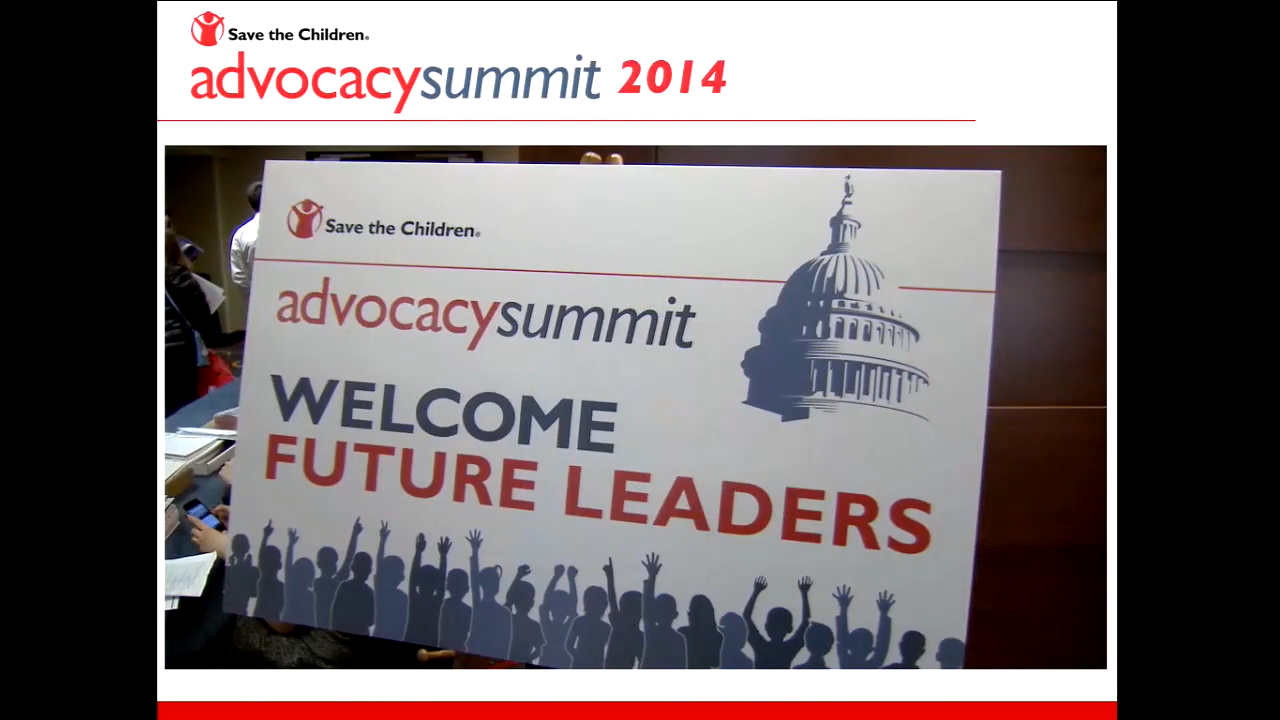 Save the Children.
advocacysummit 2014
Save the Children.
advocacysummit
WELCOME
FUTURE LEADERS